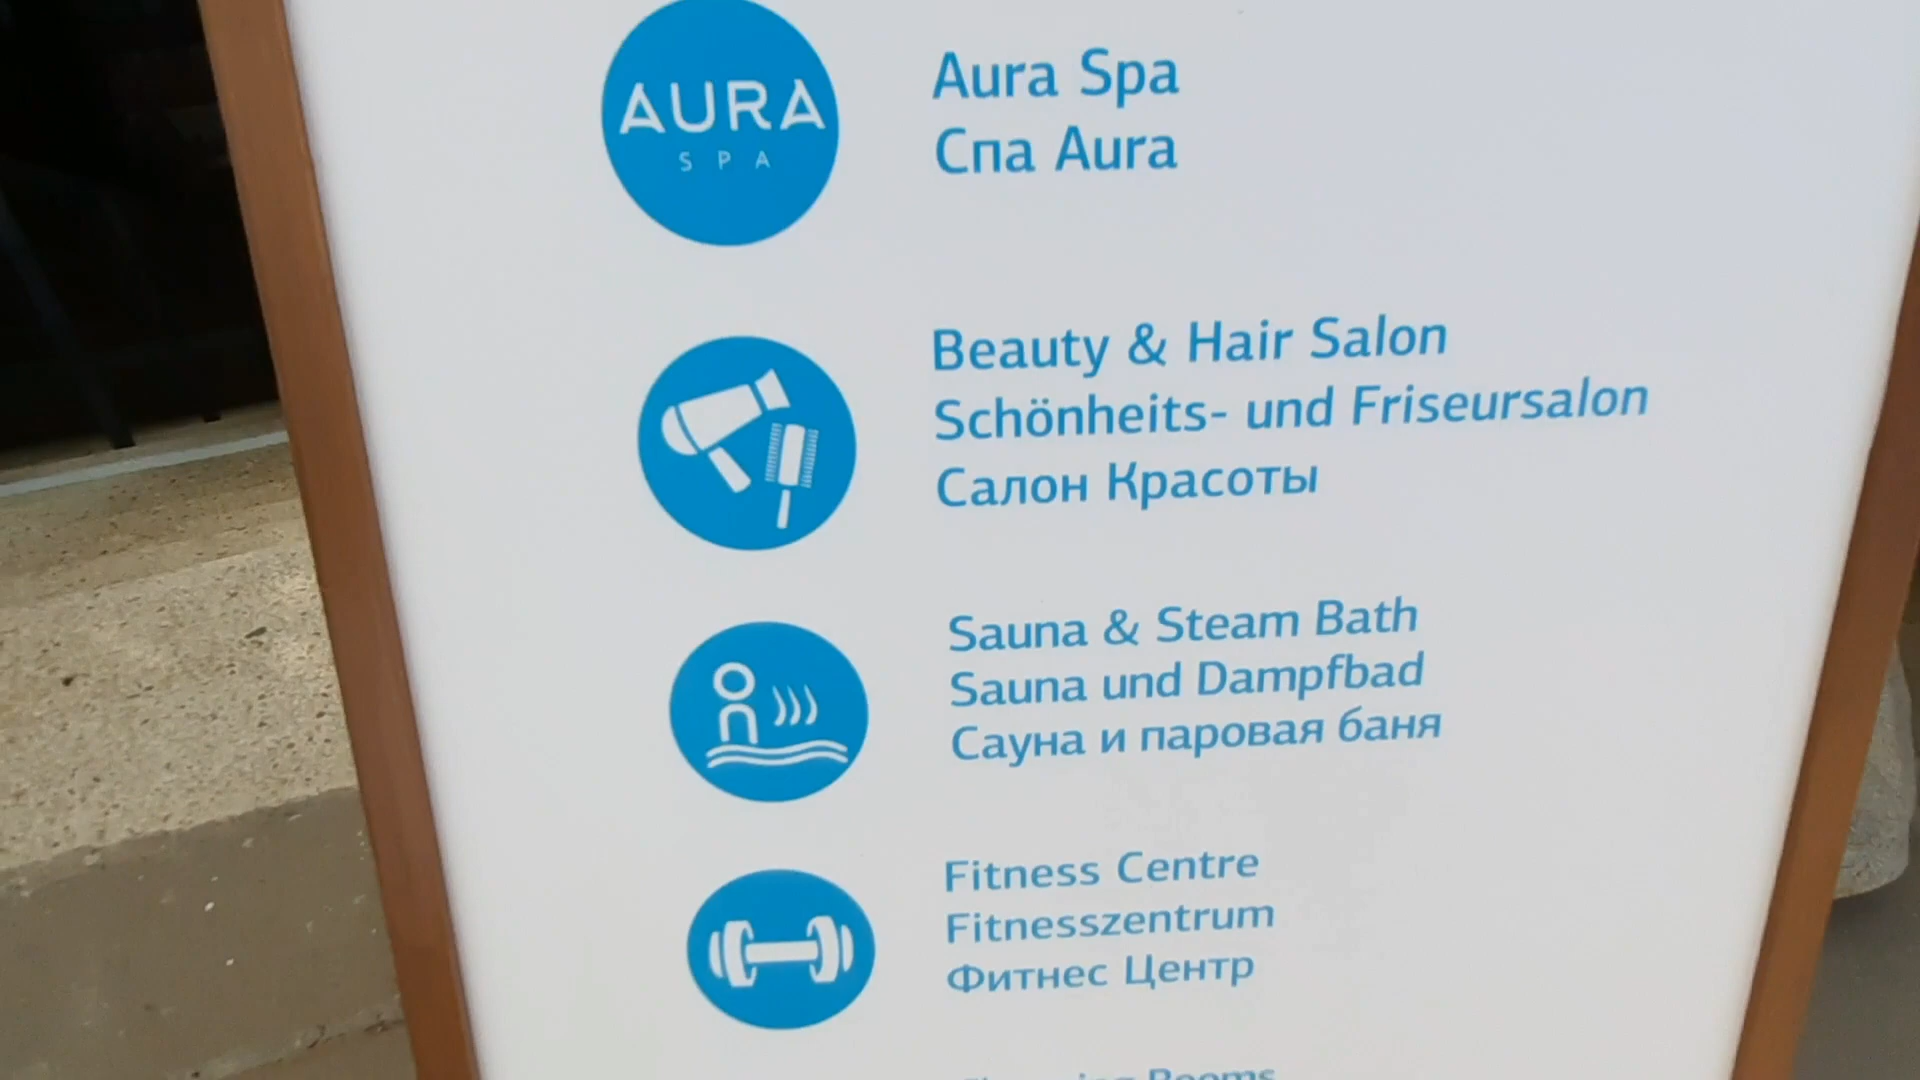 AURA
SPA
Aura Spa
Спа Aura
Beauty & Hair Salon
Schönheits- und Friseursalon
Салон Красоты
Sauna & Steam Bath
Sauna und Dampfbad
Сауна и паровая баня
Fitness Centre
Fitnesszentrum
Фитнес Центр
Rooms